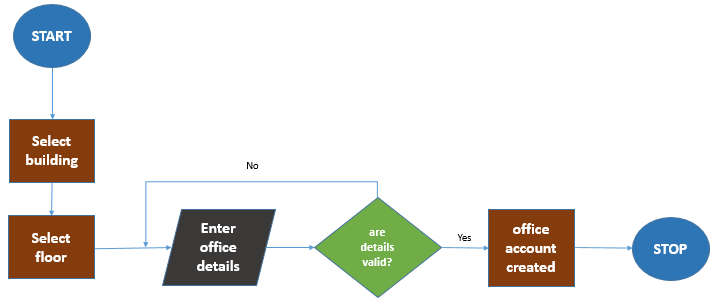 START
Select
building
Select
floor
No
Enter
office
details
are
details
valid?
Yes
office
account
created
STOP